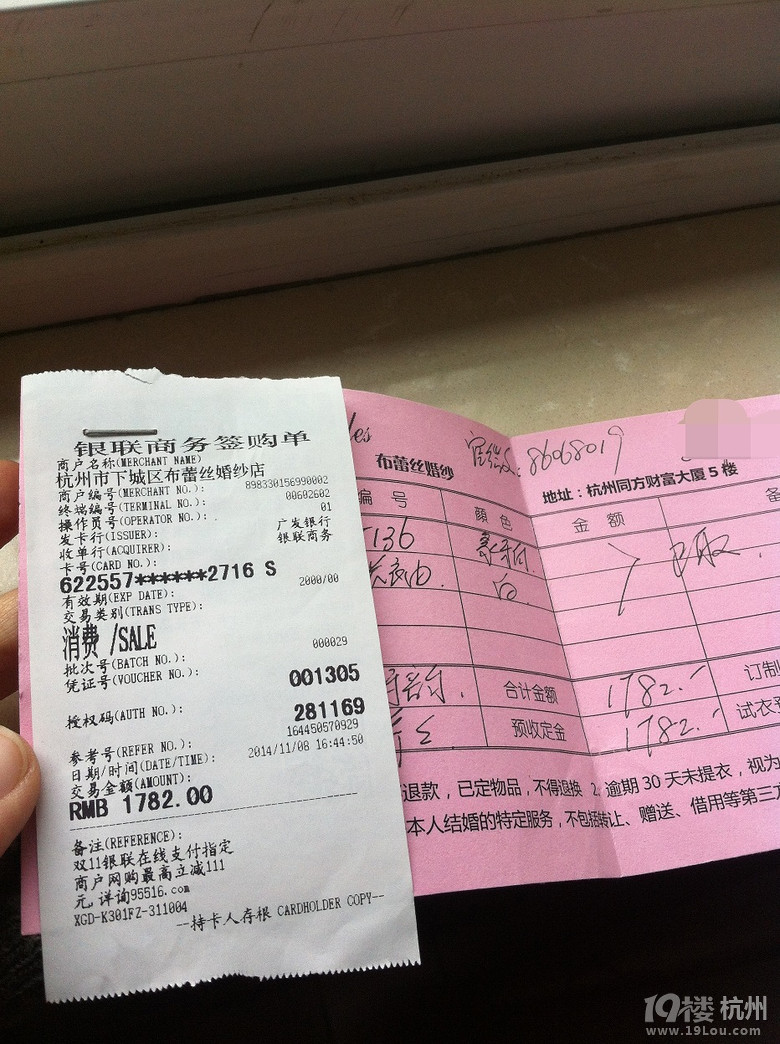 银联商务签购单
商户名称(MERCHANT NAME)
杭州市下城区布蕾丝婚纱店
商户编号(MERCHANT NO.): 898330156990002
终端编号(TERMINAL NO.): 00602602
操作员号(OPERATOR NO.): 01
发卡行(ISSUER): 广发银行
收单行(ACQUIRER): 银联商务
卡号(CARD NO.):
622557******2716 S
有效期(EXP DATE): 2000/00
交易类别(TRANS TYPE):
消费 /SALE
批次号(BATCH NO.): 000029
凭证号(VOUCHER NO.): 001305
授权码(AUTH NO.): 281169
参考号(REFER NO.): 164450570929
日期/时间(DATE/TIME): 2014/11/08 16:44:50
交易金额(AMOUNT):
RMB 1782.00
备注(REFERENCE):
双11银联在线支付指定
商户网购最高立减111
元,详询95516.com
XGD-K301FZ-311004
--持卡人存根 CARDHOLDER COPY--
les
布蕾丝婚纱
86068019
地址：杭州同方财富大厦 5 楼
编号 颜色 金额 备
136
白
合计金额 1782.- 订制
预收定金 1782.- 试衣
退款，已定物品，不得退换 2. 逾期 30 天未提衣，视为
本人结婚的特定服务，不包括转让、赠送、借用等第三方
19楼 杭州
www.19Lou.com